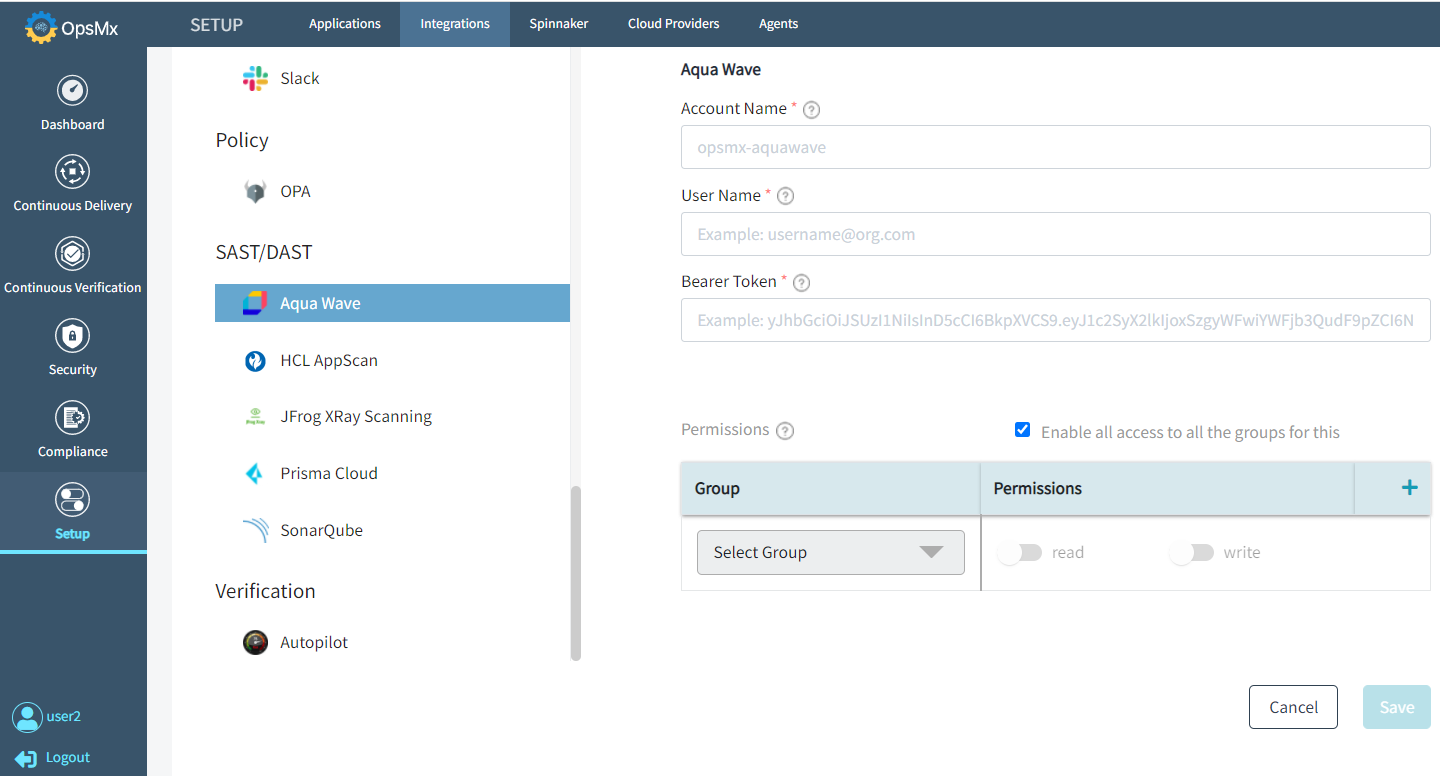 OpsMx
SETUP
Applications
Integrations
Spinnaker
Cloud Providers
Agents
Dashboard
Continuous Delivery
Continuous Verification
Security
Compliance
Setup
user2
Logout
Slack
Policy
OPA
SAST/DAST
Aqua Wave
HCL AppScan
JFrog XRay Scanning
Prisma Cloud
SonarQube
Verification
Autopilot
Aqua Wave
Account Name * ?
opsmx-aquawave
User Name * ?
Example: username@org.com
Bearer Token * ?
Example: yJhbGciOiJSUzI1NiIsInD5cCI6BkpXVCS9.eyJ1c2SyX2lkIjoxSzgyWFwiYWFjb3QudF9pZCI6N
Permissions ?
Enable all access to all the groups for this
Group
Permissions
+
Select Group
read
write
Cancel
Save